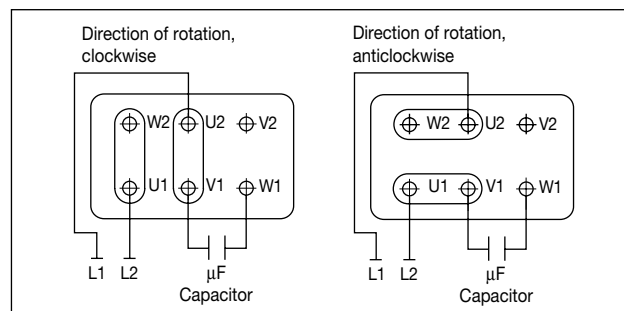 Direction of rotation,
clockwise
W2 U2 V2
U1 V1 W1
L1 L2 µF
Capacitor
Direction of rotation,
anticlockwise
W2 U2 V2
U1 V1 W1
L1 L2 µF
Capacitor